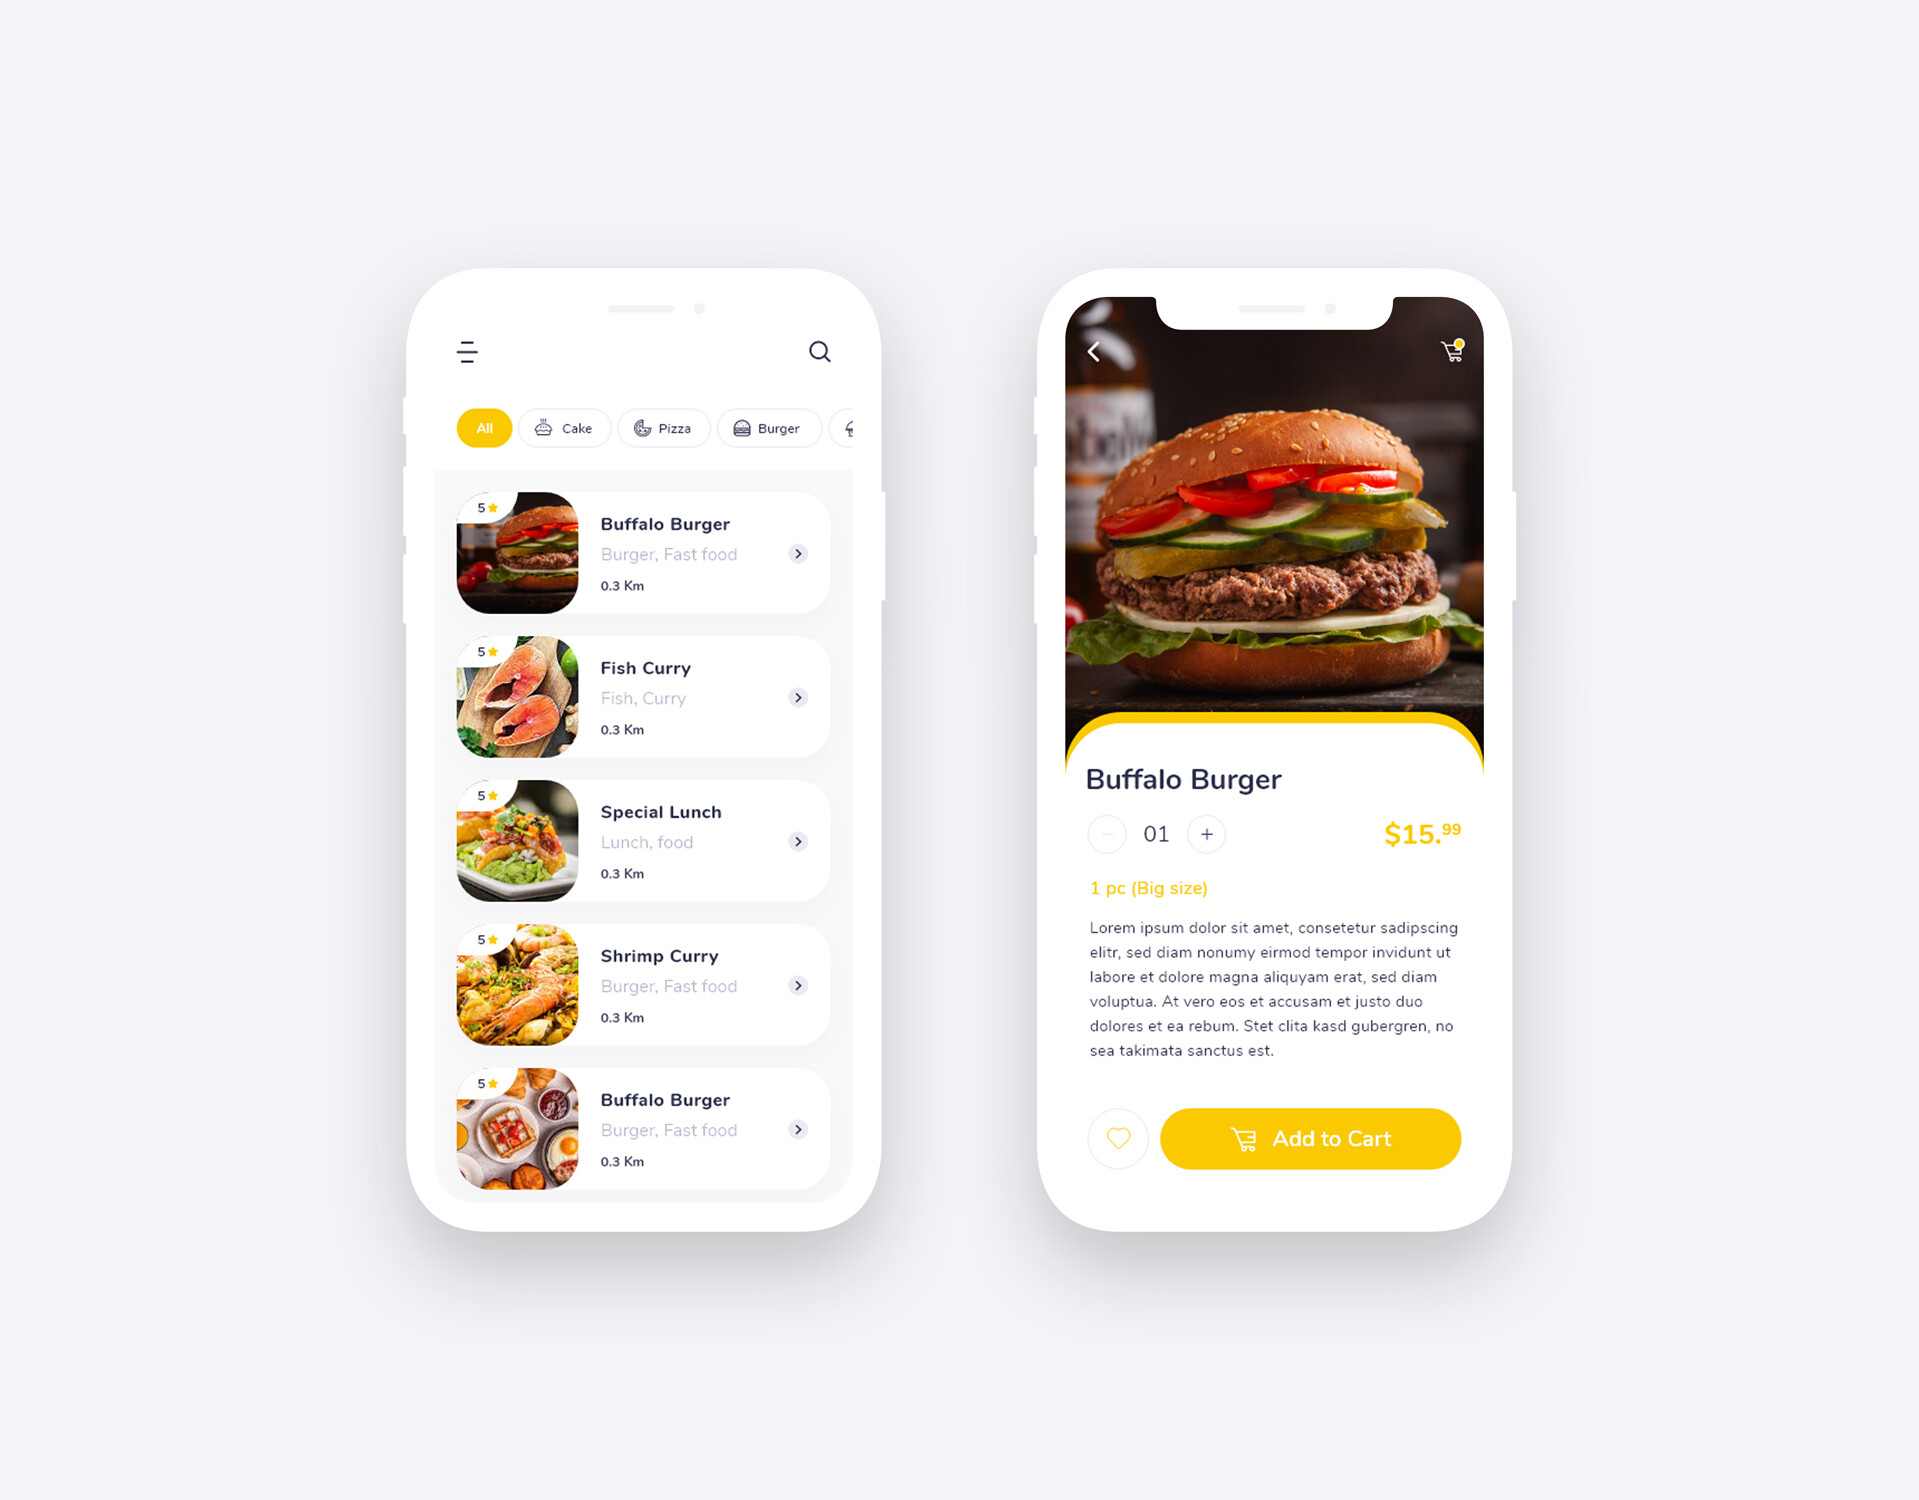 All
Cake
Pizza
Burger
5
Buffalo Burger
Burger, Fast food
0.3 Km
5
Fish Curry
Fish, Curry
0.3 Km
5
Special Lunch
Lunch, food
0.3 Km
5
Shrimp Curry
Burger, Fast food
0.3 Km
5
Buffalo Burger
Burger, Fast food
0.3 Km
Buffalo Burger
01
$15.99
1 pc (Big size)
Lorem ipsum dolor sit amet, consetetur sadipscing
elitr, sed diam nonumy eirmod tempor invidunt ut
labore et dolore magna aliquyam erat, sed diam
voluptua. At vero eos et accusam et justo duo
dolores et ea rebum. Stet clita kasd gubergren, no
sea takimata sanctus est.
Add to Cart